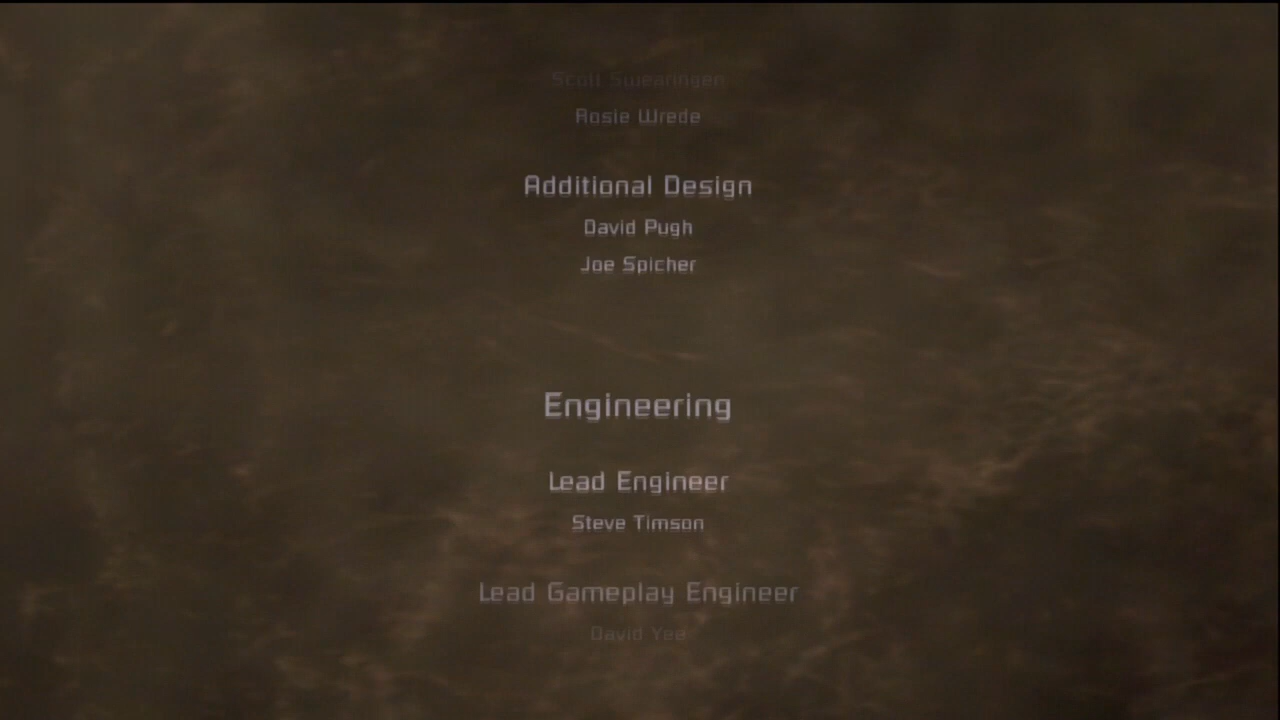 Scott Swearingen
Rosie Wrede
Additional Design
David Pugh
Joe Spicher
Engineering
Lead Engineer
Steve Timson
Lead Gameplay Engineer
David Yee